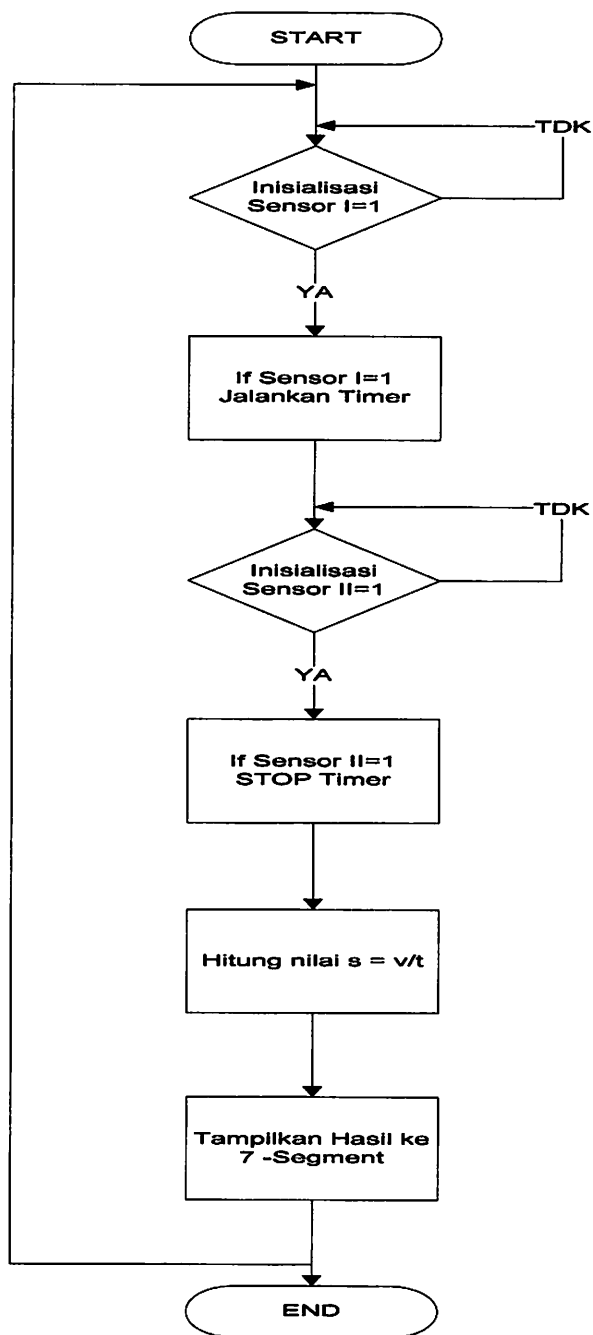 START
TDK
Inisialisasi
Sensor I=1
YA
If Sensor I=1
Jalankan Timer
TDK
Inisialisasi
Sensor II=1
YA
If Sensor II=1
STOP Timer
Hitung nilai s = v/t
Tampilkan Hasil ke
7 -Segment
END